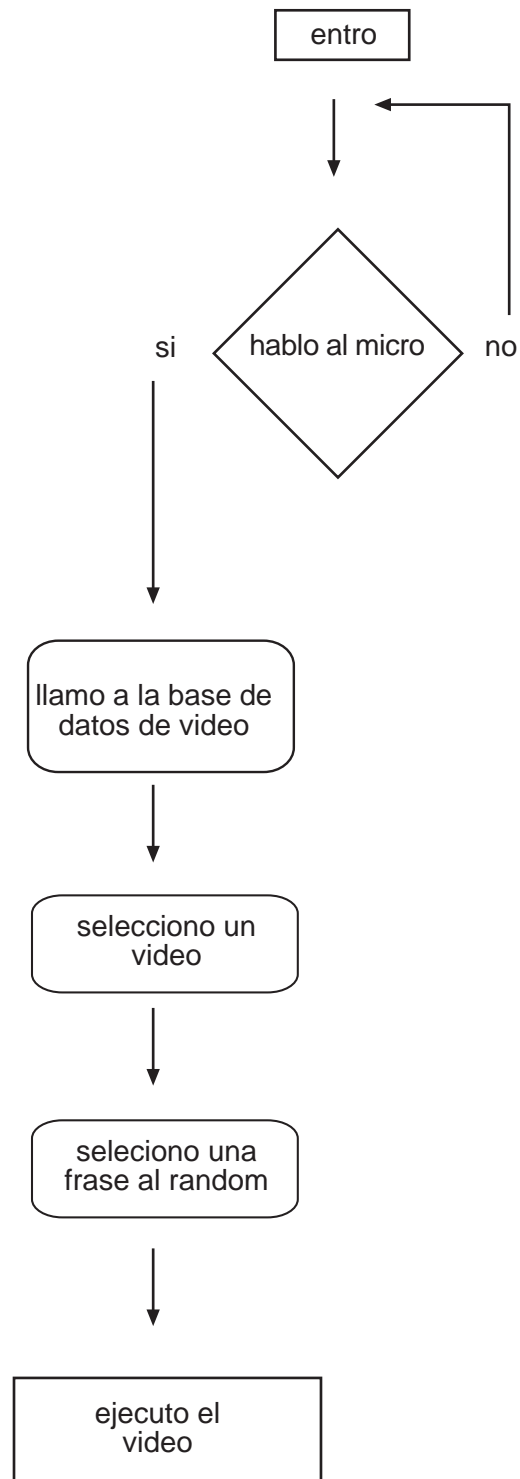 entro
si
hablo al micro
no
llamo a la base de
datos de video
selecciono un
video
seleciono una
frase al random
ejecuto el
video